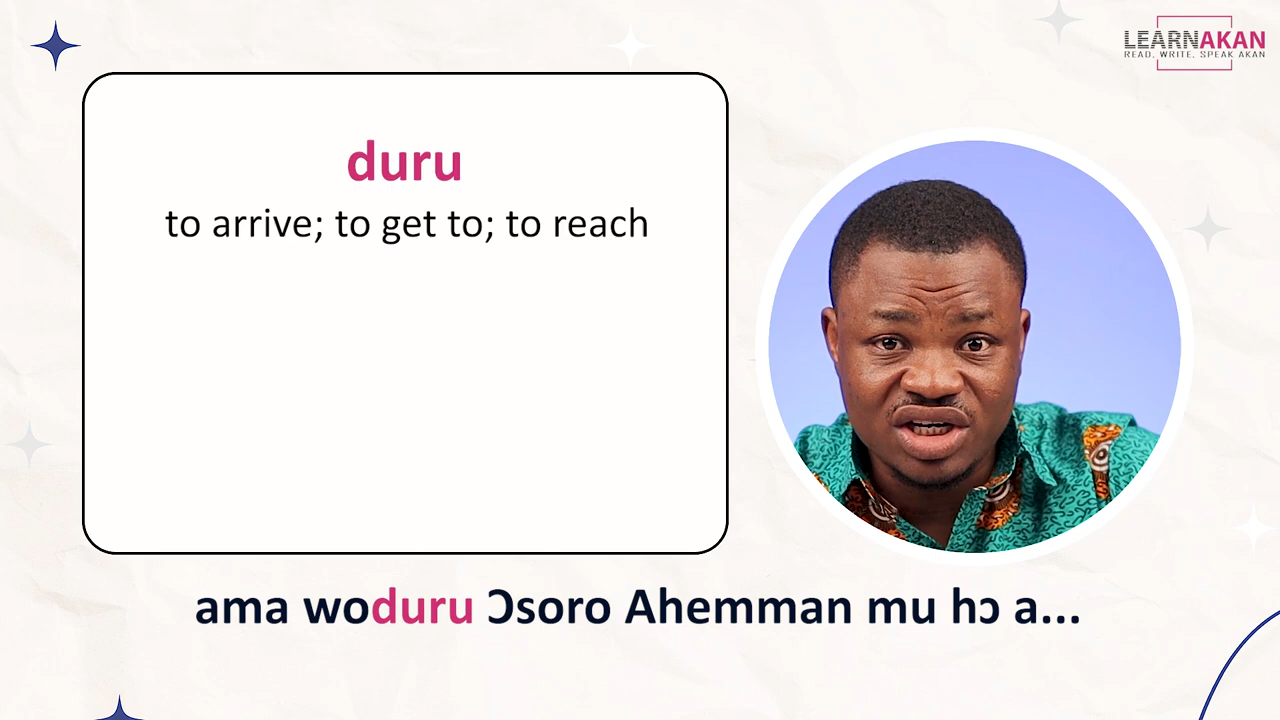 LEARNAKAN
READ. WRITE. SPEAK AKAN
duru
to arrive; to get to; to reach
ama woduru Ɔsoro Ahemman mu hɔ a...